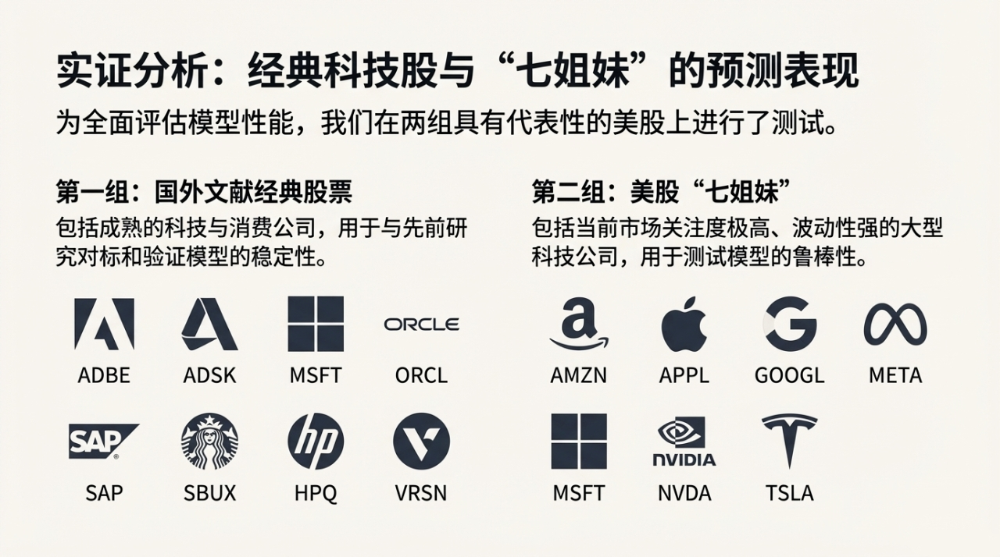 实证分析：经典科技股与“七姐妹”的预测表现
为全面评估模型性能，我们在两组具有代表性的美股上进行了测试。
第一组：国外文献经典股票
包括成熟的科技与消费公司，用于与先前研
究对标和验证模型的稳定性。
ORCLE
ADBE
ADSK
MSFT
ORCL
SAP
hp
SAP
SBUX
HPQ
VRSN
第二组：美股“七姐妹”
包括当前市场关注度极高、波动性强的大型
科技公司，用于测试模型的鲁棒性。
a
G
AMZN
APPL
GOOGL
META
NVIDIA
MSFT
NVDA
TSLA